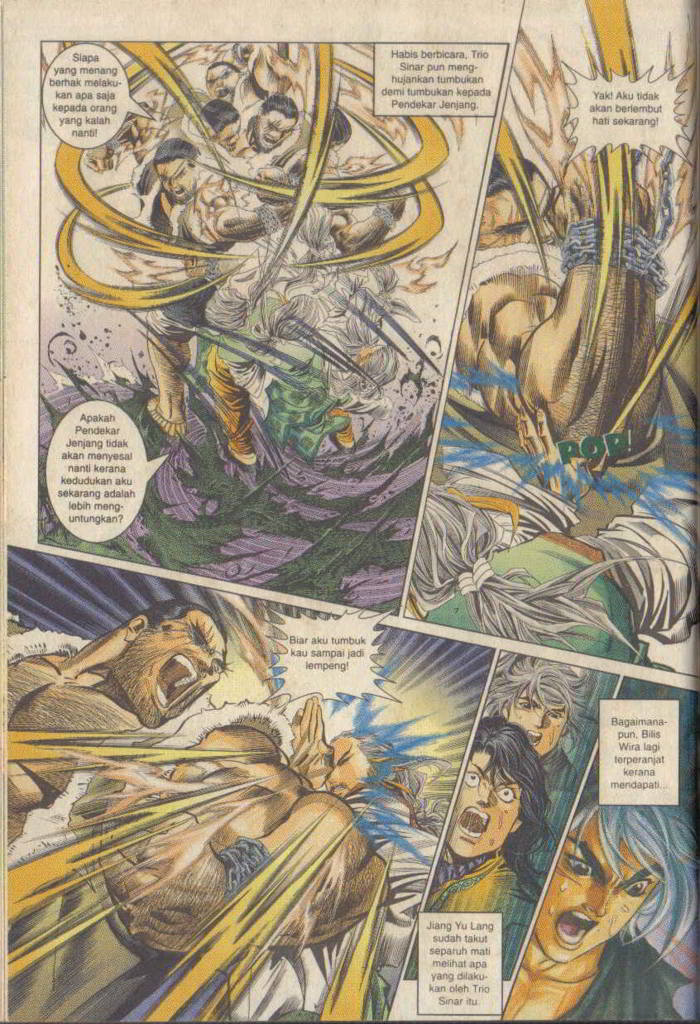 Siapa
yang menang
berhak melaku-
kan apa saja
kepada orang
yang kalah
nanti!
Habis berbicara, Trio
Sinar pun meng-
hujankan tumbukan
demi tumbukan kepada
Pendekar Jenjang.
Apakah
Pendekar
Jenjang tidak
akan menyesal
nanti kerana
kedudukan aku
sekarang adalah
lebih meng-
untungkan?
Yak! Aku tidak
akan berlembut
hati sekarang!
POP!
Biar aku tumbuk
kau sampai jadi
lempeng!
Jiang Yu Lang
sudah takut
separuh mati
melihat apa
yang dilaku-
kan oleh Trio
Sinar itu.
Bagaimana-
pun, Bilis
Wira lagi
terperanjat
kerana
mendapati...